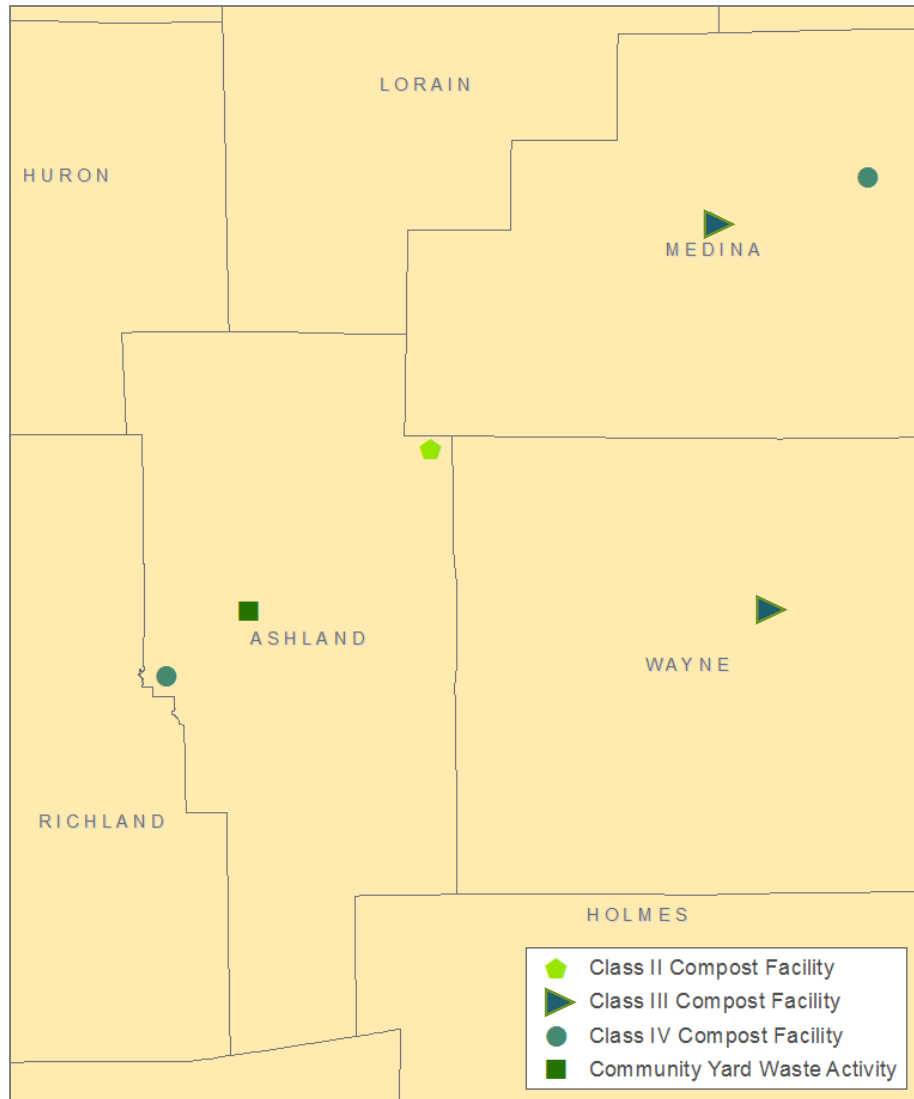 LORAIN
HURON
MEDINA
ASHLAND
WAYNE
RICHLAND
HOLMES
Class II Compost Facility
Class III Compost Facility
Class IV Compost Facility
Community Yard Waste Activity